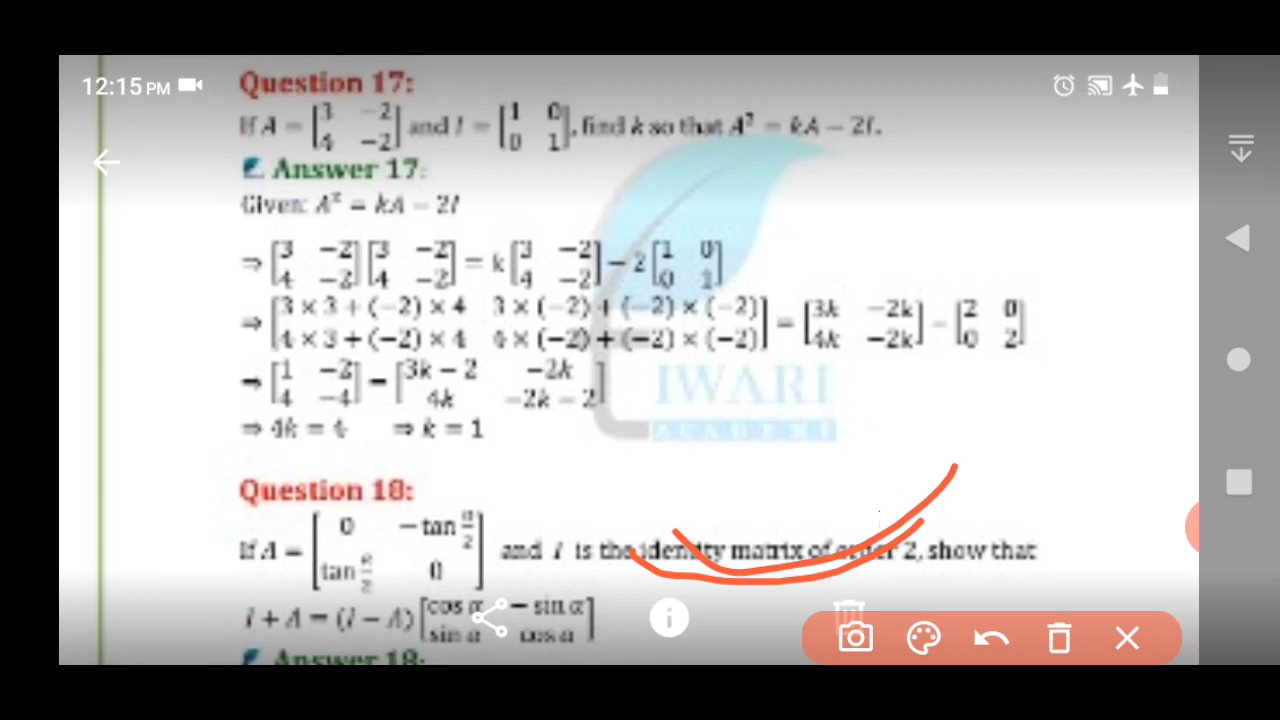 12:15 PM
Question 17:
If A = [3 -2 4 -2] and I = [1 0 0 1], find k so that A² = kA − 2I.
Answer 17:
Given: A² = kA − 2I
⇒ [3 -2 4 -2] [3 -2 4 -2] = k [3 -2 4 -2] − 2 [1 0 0 1]
⇒ [3 × 3 + (−2) × 4 3 × (−2) + (−2) × (−2) 4 × 3 + (−2) × 4 4 × (−2) + (−2) × (−2)] = [3k −2k 4k −2k] − [2 0 0 2]
⇒ [1 −2 4 −4] = [3k − 2 −2k 4k −2k − 2]
⇒ 4k = 4 ⇒ k = 1
IWARI
ACADEMY
Question 18:
If A = [0 −tan α/2 tan α/2 0] and I is the identity matrix of order 2, show that
I + A = (I − A) [cos α − sin α sin α cos α]
Answer 18: